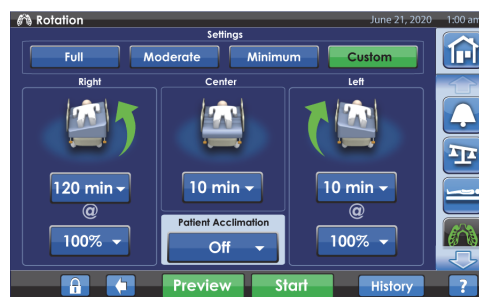 Rotation
June 21, 2020 1:00 am
Settings
Full Moderate Minimum Custom
Right Center Left
120 min 10 min 10 min
@ @
100% 100%
Patient Acclimation
Off
Preview Start History ?